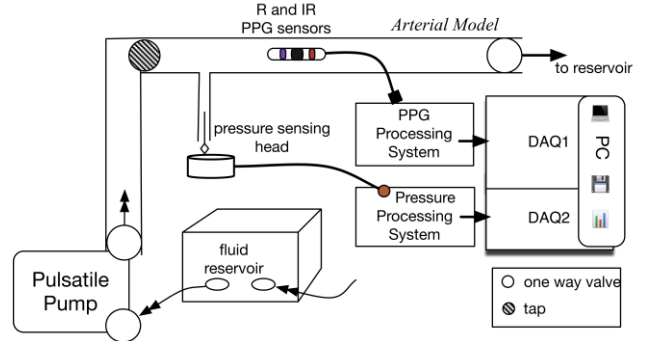 R and IR
PPG sensors
Arterial Model
to reservoir
PPG
Processing
System
DAQ1
PC
pressure sensing
head
Pressure
Processing
System
DAQ2
fluid
reservoir
Pulsatile
Pump
one way valve
tap